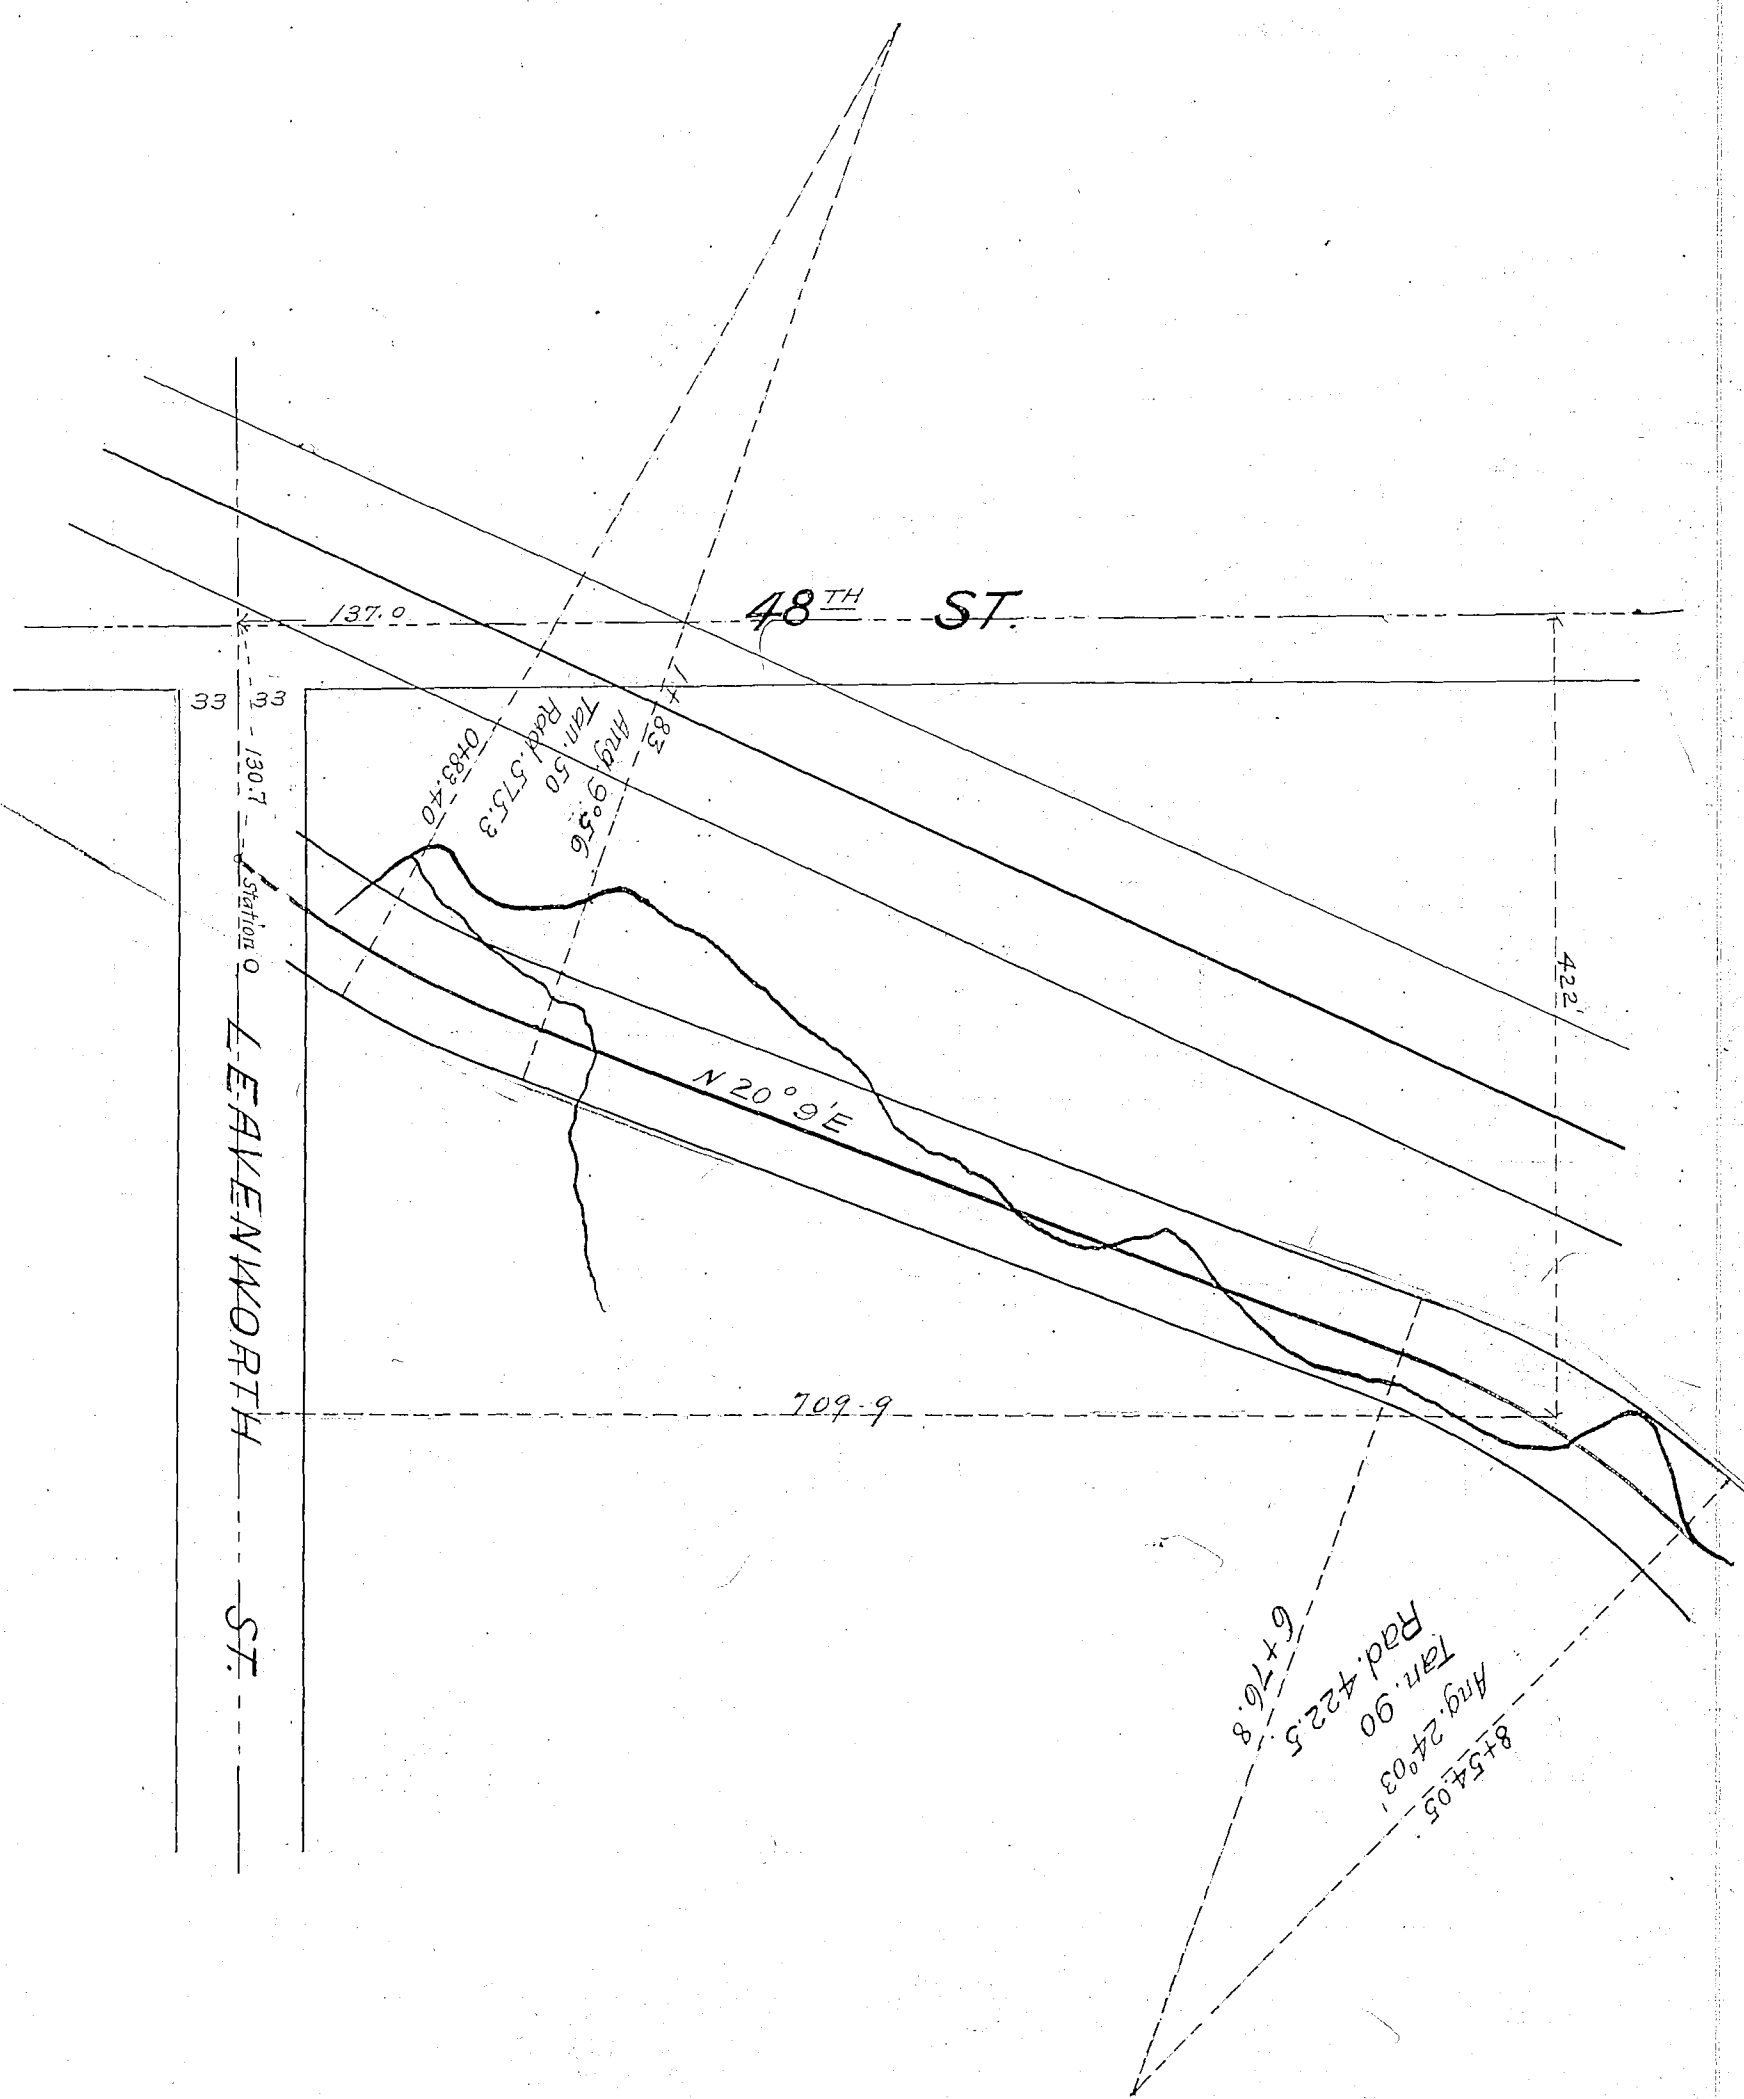 48TH ST.
137.0
33 33
130.7
Station 0
0+83.40
Rad. 575.3
Tan. 50
Ang. 9°56
1+83
422'
N 20° 9' E
LEAVENWORTH ST.
709.9
6+76.8
Rad. 422.5
Tan. 90
Ang. 24°03'
8+54.05